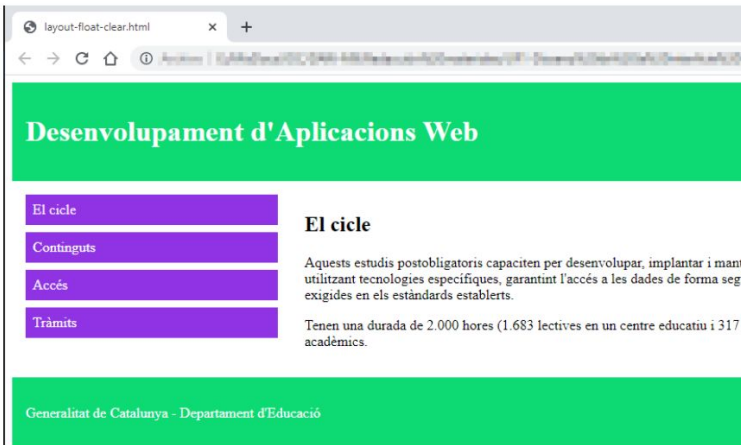 layout-float-clear.html
Desenvolupament d'Aplicacions Web
El cicle
Continguts
Accés
Tràmits
El cicle
Aquests estudis postobligatoris capaciten per desenvolupar, implantar i mant
utilitzant tecnologies específiques, garantint l'accés a les dades de forma seg
exigides en els estàndards establerts.
Tenen una durada de 2.000 hores (1.683 lectives en un centre educatiu i 317
acadèmics.
Generalitat de Catalunya - Departament d'Educació